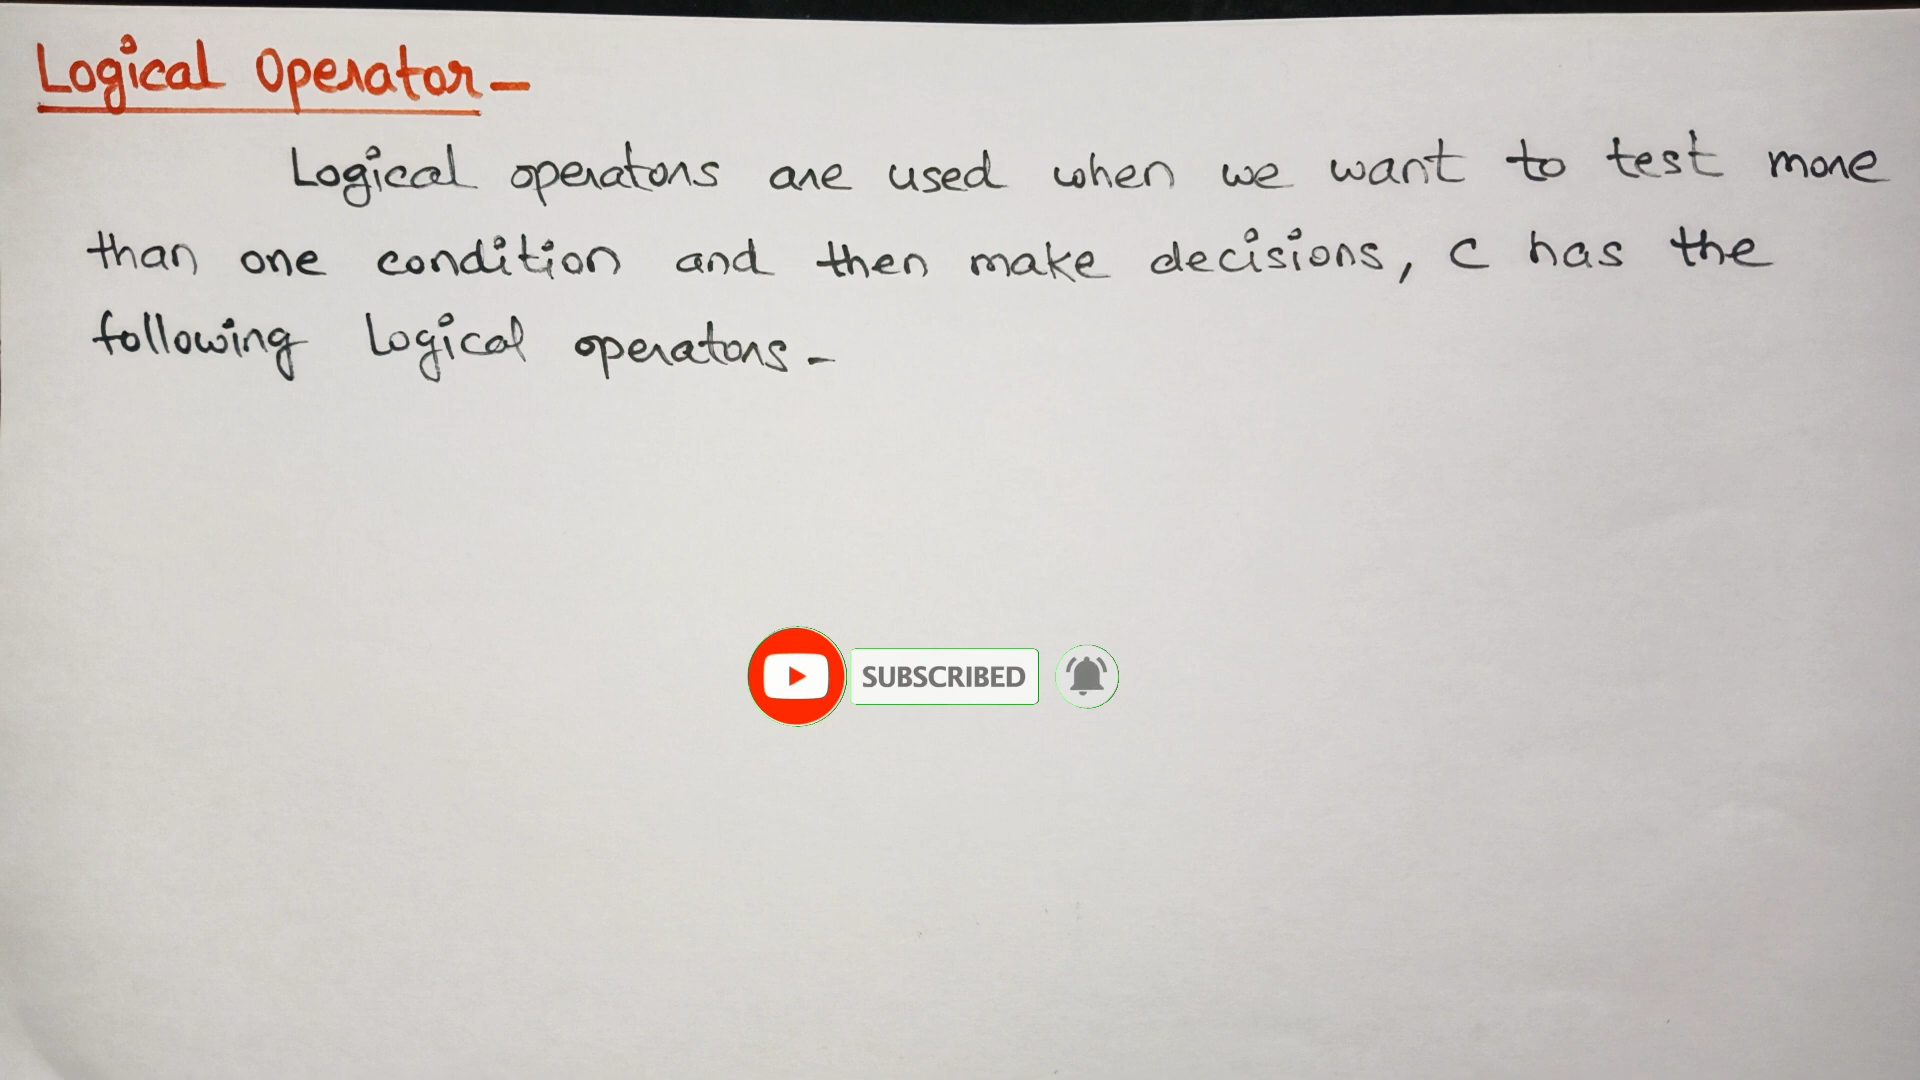 Logical Operator-
Logical operators are used when we want to test more
than one condition and then make decisions, C has the
following Logical operators-
SUBSCRIBED